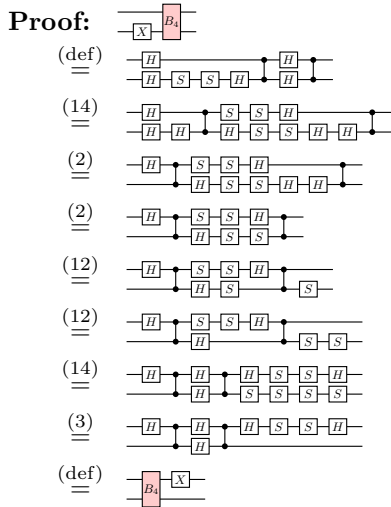 Proof:
B₄
X
(def)
=
H H
H S S H H
(14)
=
H S S H
H H H S S H H
(2)
=
H S S H
H S S H H
(2)
=
H S S H
H S S
(12)
=
H S S H
H S S
(12)
=
H S S H
H S S
(14)
=
H H H S S H
H S S S S
(3)
=
H H H S S H
H
(def)
=
B₄ X